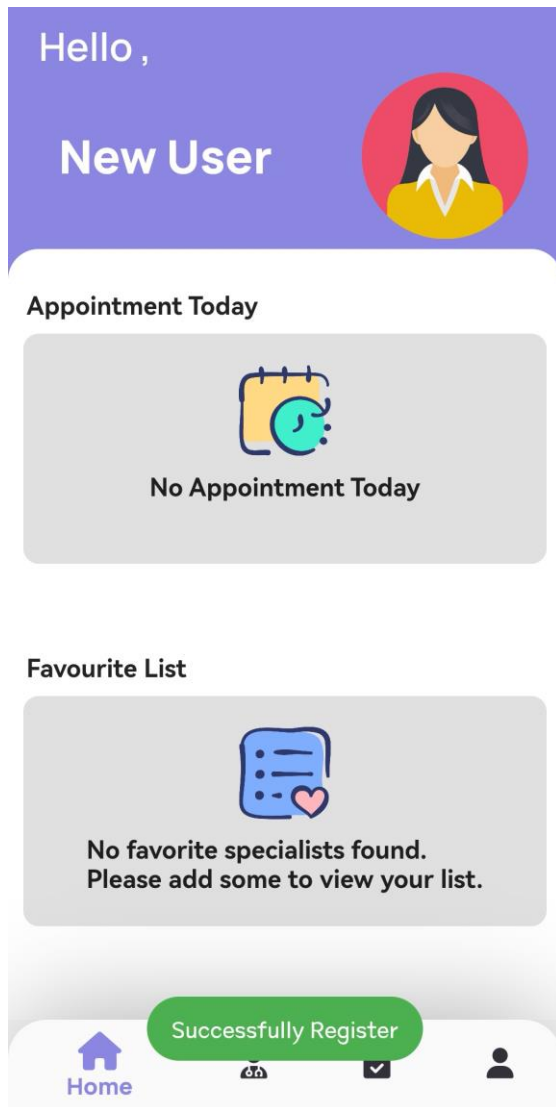 Hello ,
New User
Appointment Today
No Appointment Today
Favourite List
No favorite specialists found.
Please add some to view your list.
Successfully Register
Home